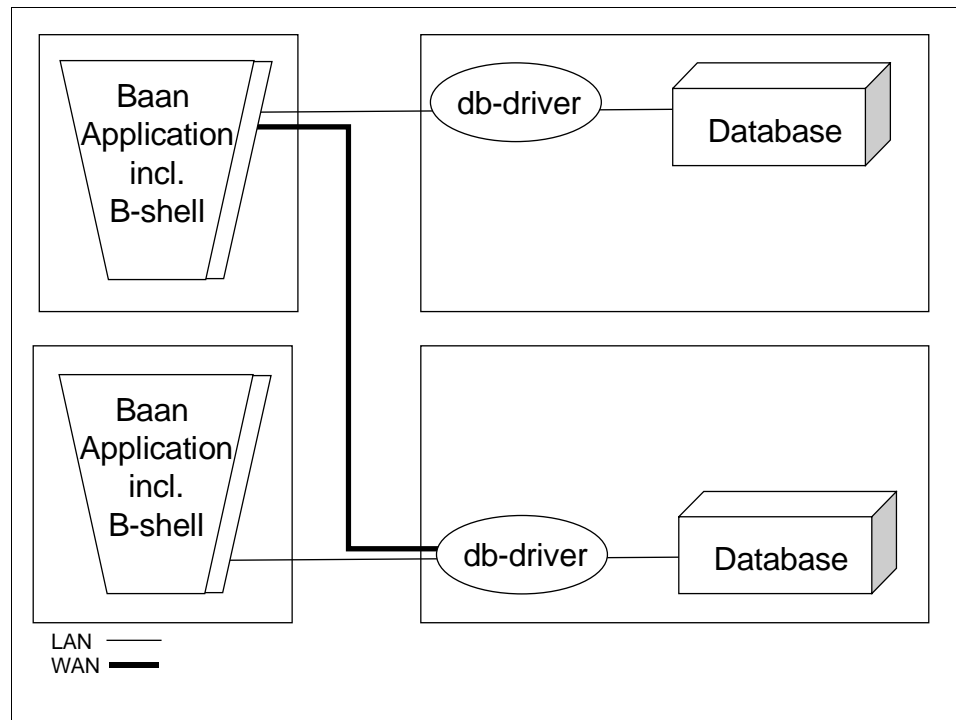 Baan
Application
incl.
B-shell
db-driver
Database
Baan
Application
incl.
B-shell
db-driver
Database
LAN
WAN